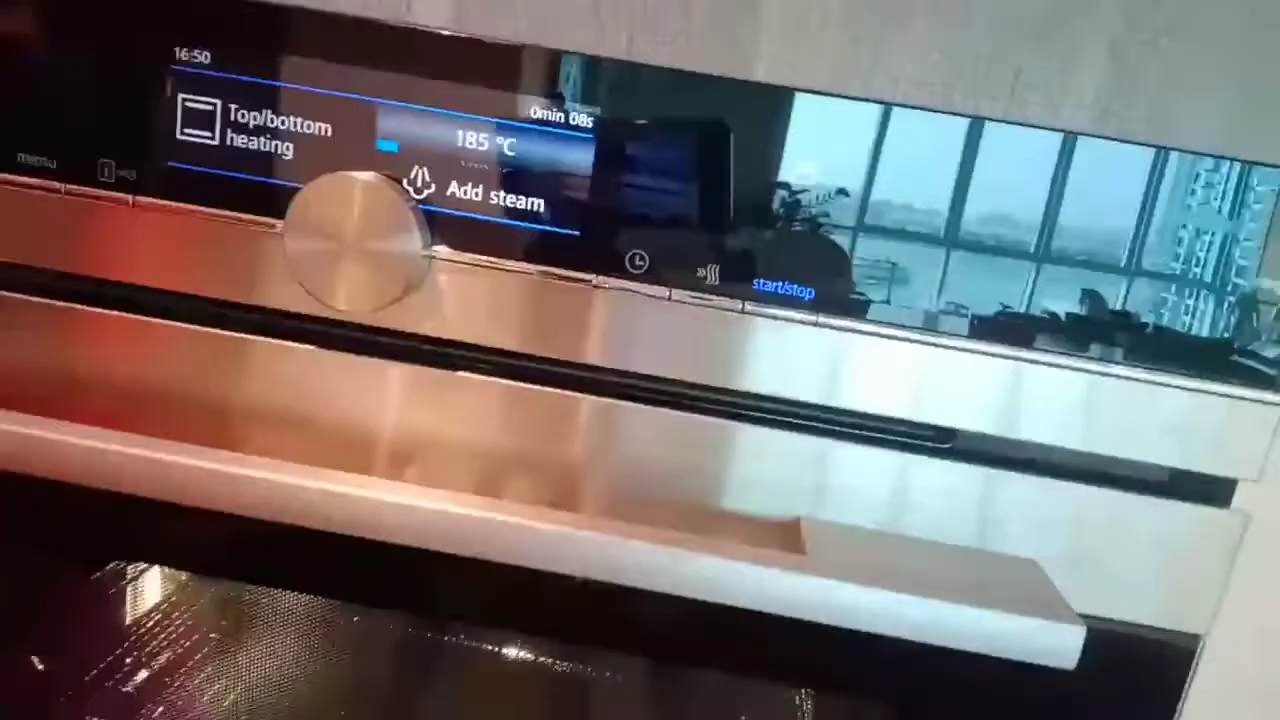 16:50
0min 08s
Top/bottom
heating
185 °C
Add steam
menu
start/stop